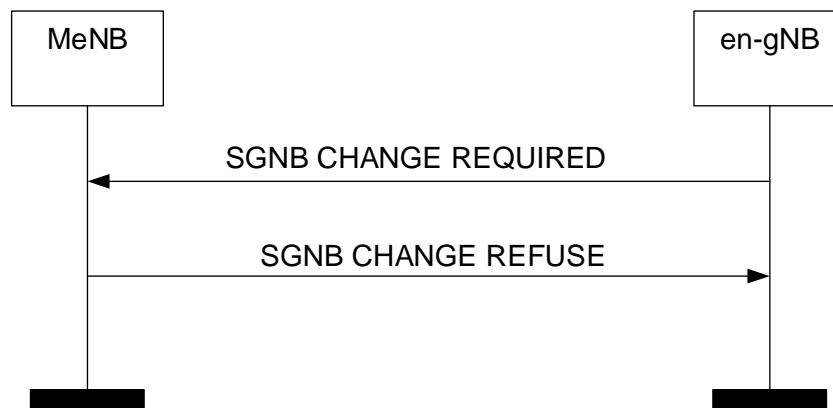 MeNB
en-gNB
SGNB CHANGE REQUIRED
SGNB CHANGE REFUSE